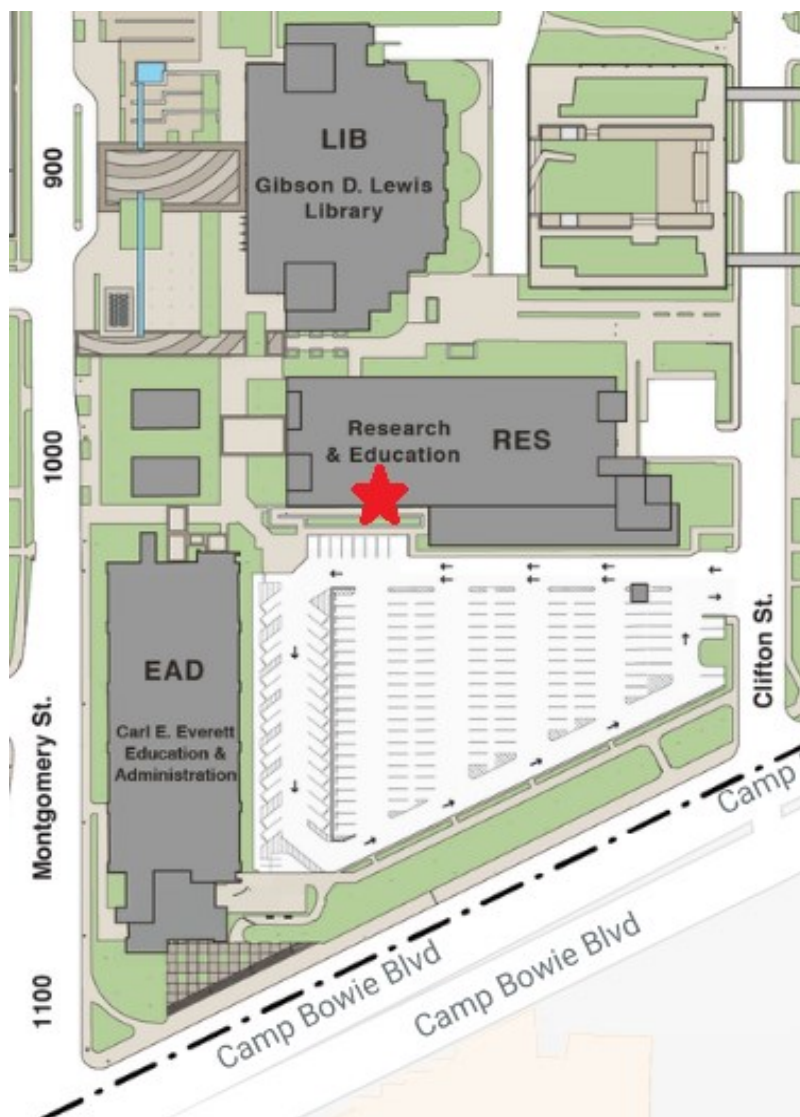 LIB
Gibson D. Lewis
Library
900
Research
& Education
RES
1000
EAD
Carl E. Everett
Education &
Administration
Montgomery St.
Clifton St.
1100
Camp
Camp Bowie Blvd
Camp Bowie Blvd